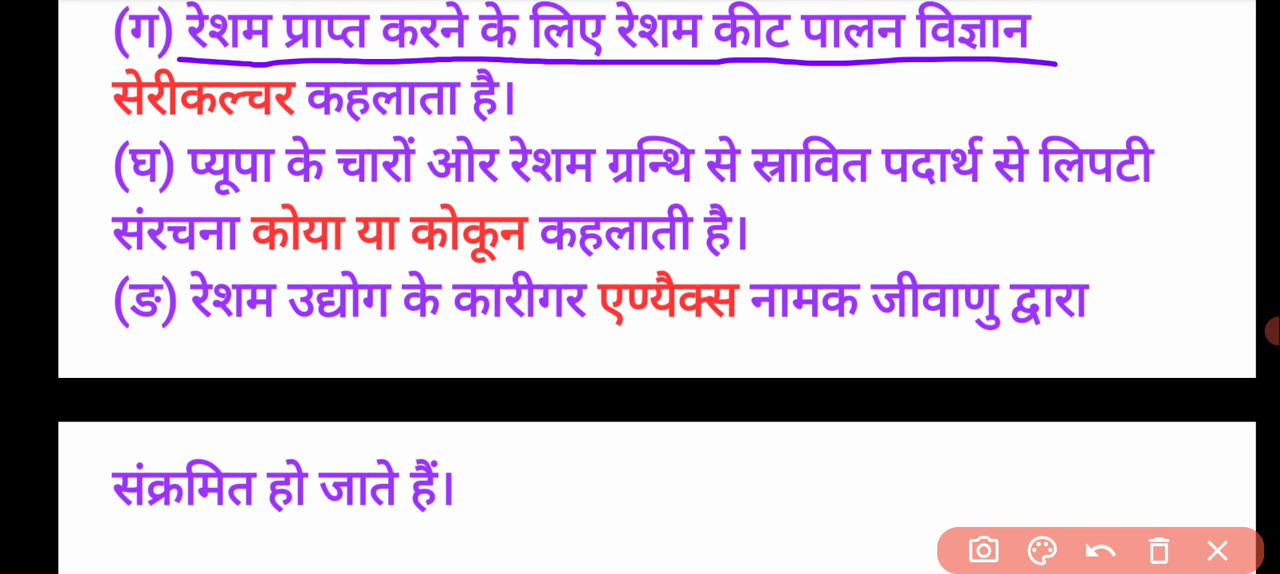 (ग) रेशम प्राप्त करने के लिए रेशम कीट पालन विज्ञान
सेरीकल्चर कहलाता है।
(घ) प्यूपा के चारों ओर रेशम ग्रन्थि से स्रावित पदार्थ से लिपटी
संरचना कोया या कोकून कहलाती है।
(ङ) रेशम उद्योग के कारीगर एण्यैक्स नामक जीवाणु द्वारा
संक्रमित हो जाते हैं।